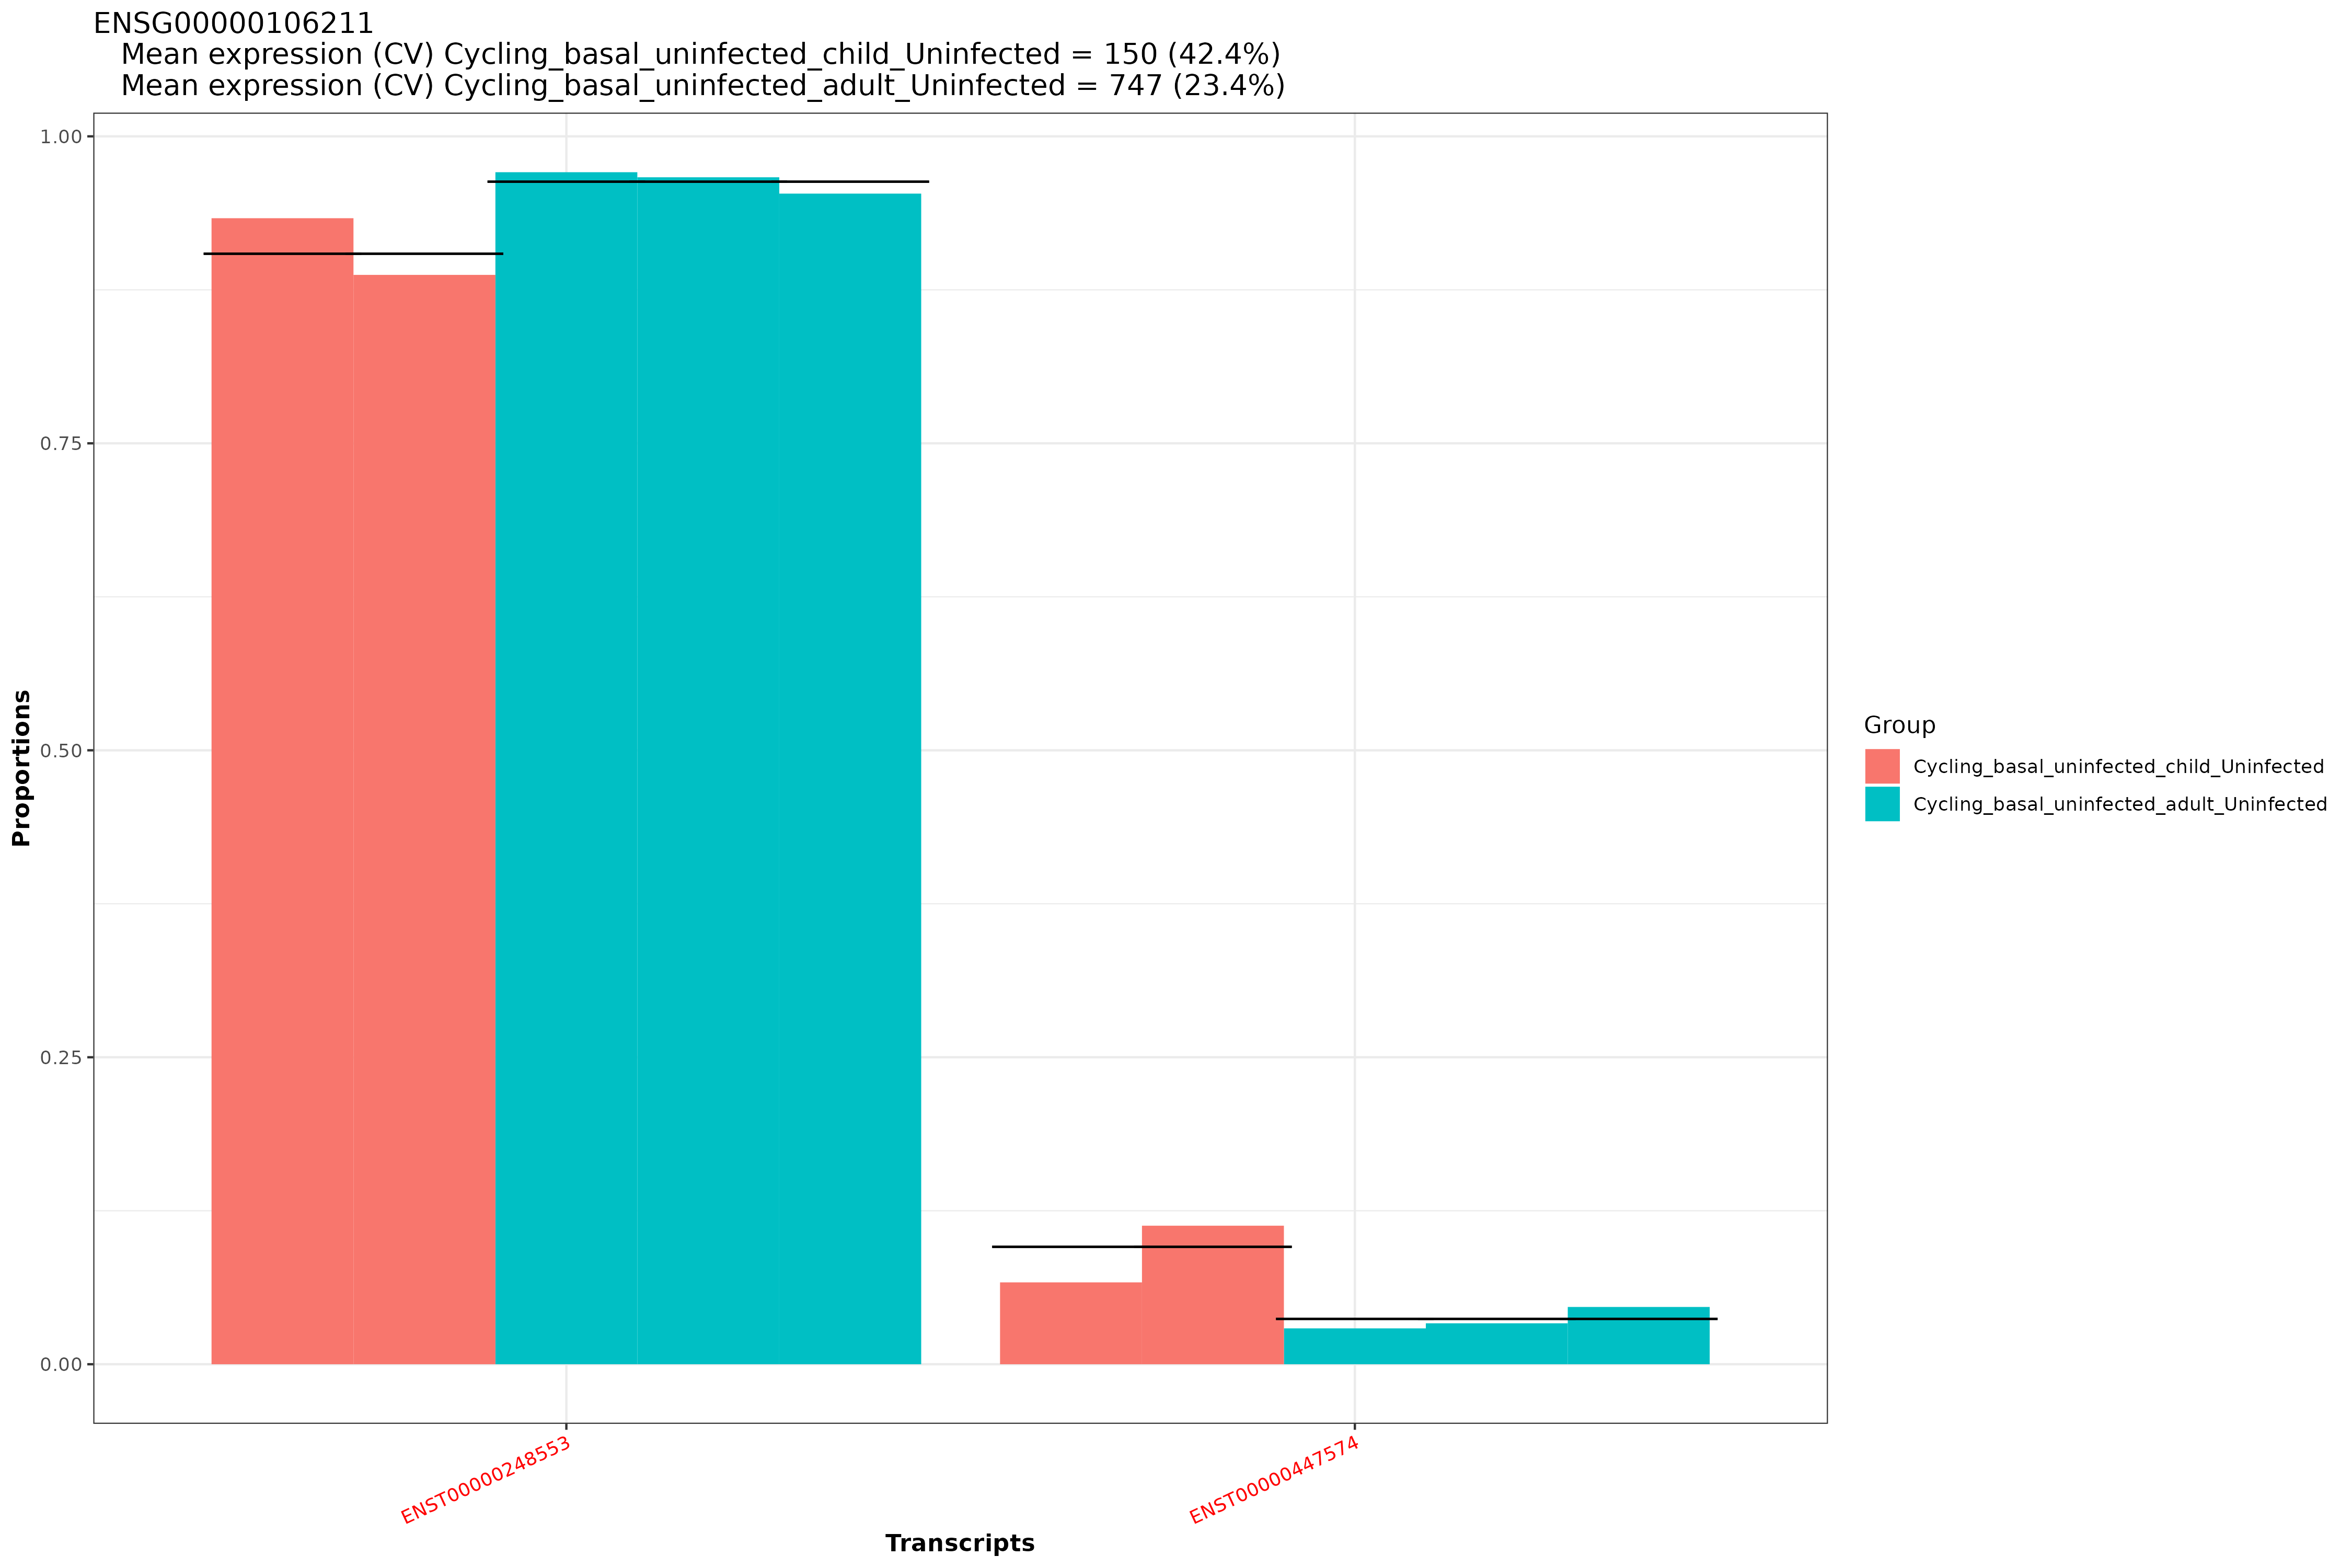 ENSG00000106211
Mean expression (CV) Cycling_basal_uninfected_child_Uninfected = 150 (42.4%)
Mean expression (CV) Cycling_basal_uninfected_adult_Uninfected = 747 (23.4%)
1.00
0.75
0.50
0.25
0.00
Proportions
ENST00000248553
ENST00000447574
Transcripts
Group
Cycling_basal_uninfected_child_Uninfected
Cycling_basal_uninfected_adult_Uninfected